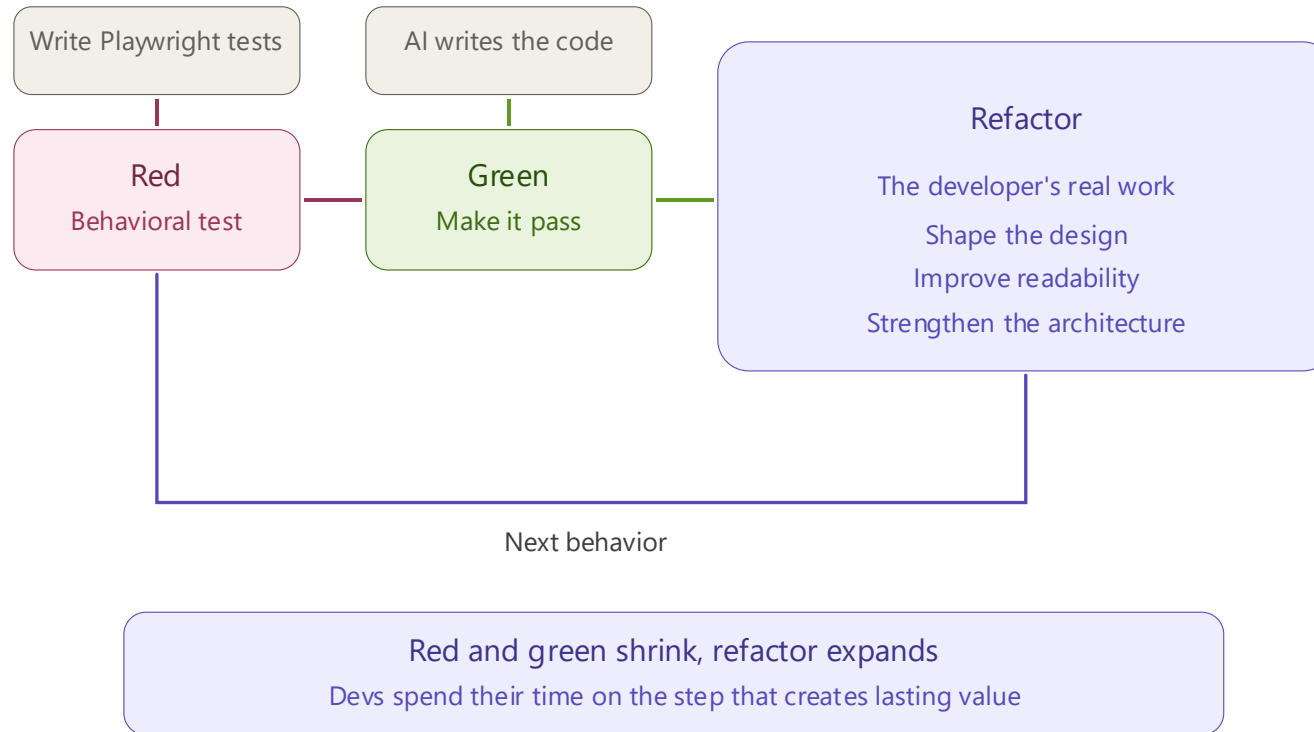 Write Playwright tests
AI writes the code
Red
Behavioral test
Green
Make it pass
Refactor
The developer's real work
Shape the design
Improve readability
Strengthen the architecture
Next behavior
Red and green shrink, refactor expands
Devs spend their time on the step that creates lasting value